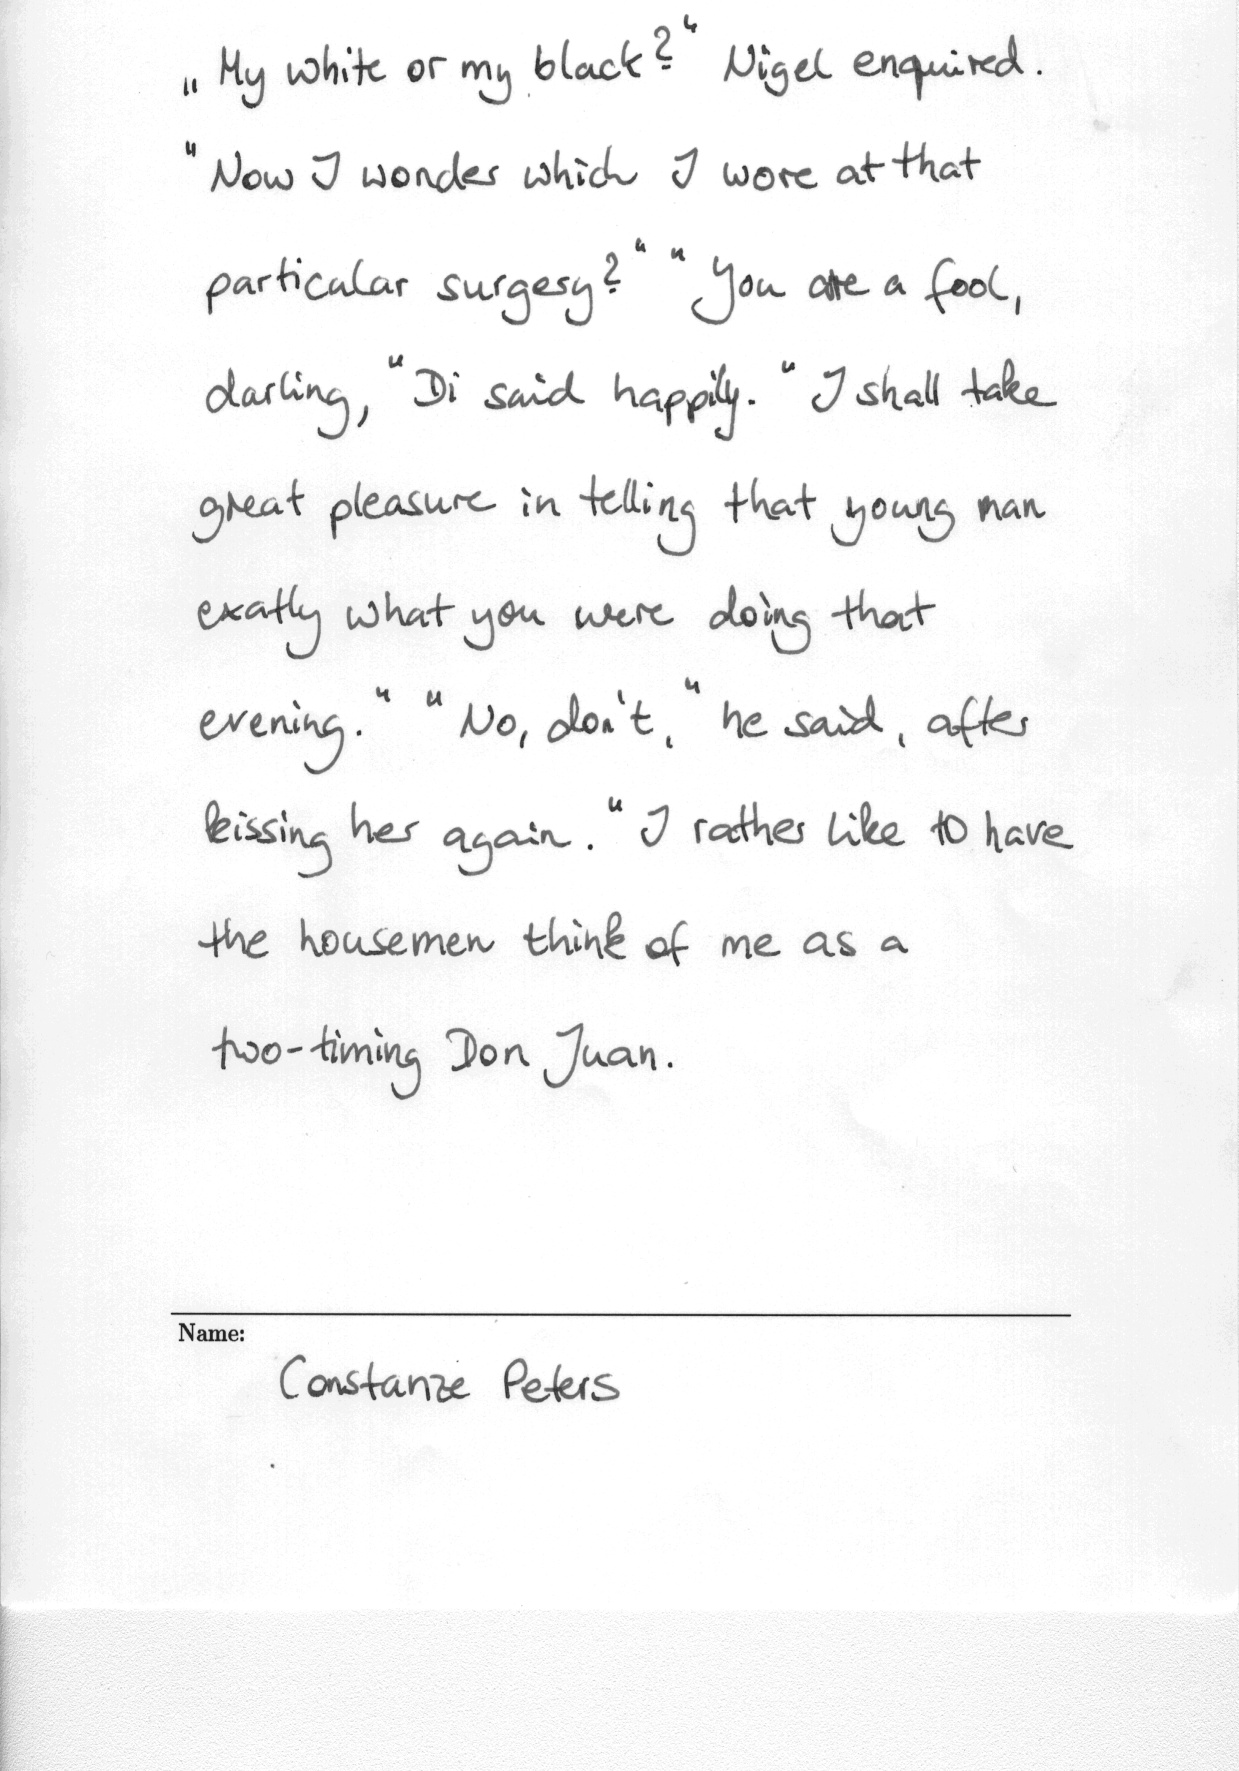 „My white or my black?“ Nigel enquired.
"Now I wonder which I wore at that
particular surgery?" "You are a fool,
darling," Di said happily. "I shall take
great pleasure in telling that young man
exatly what you were doing that
evening." "No, don't," he said, after
kissing her again. "I rather like to have
the housemen think of me as a
two-timing Don Juan.
Name:
Constanze Peters